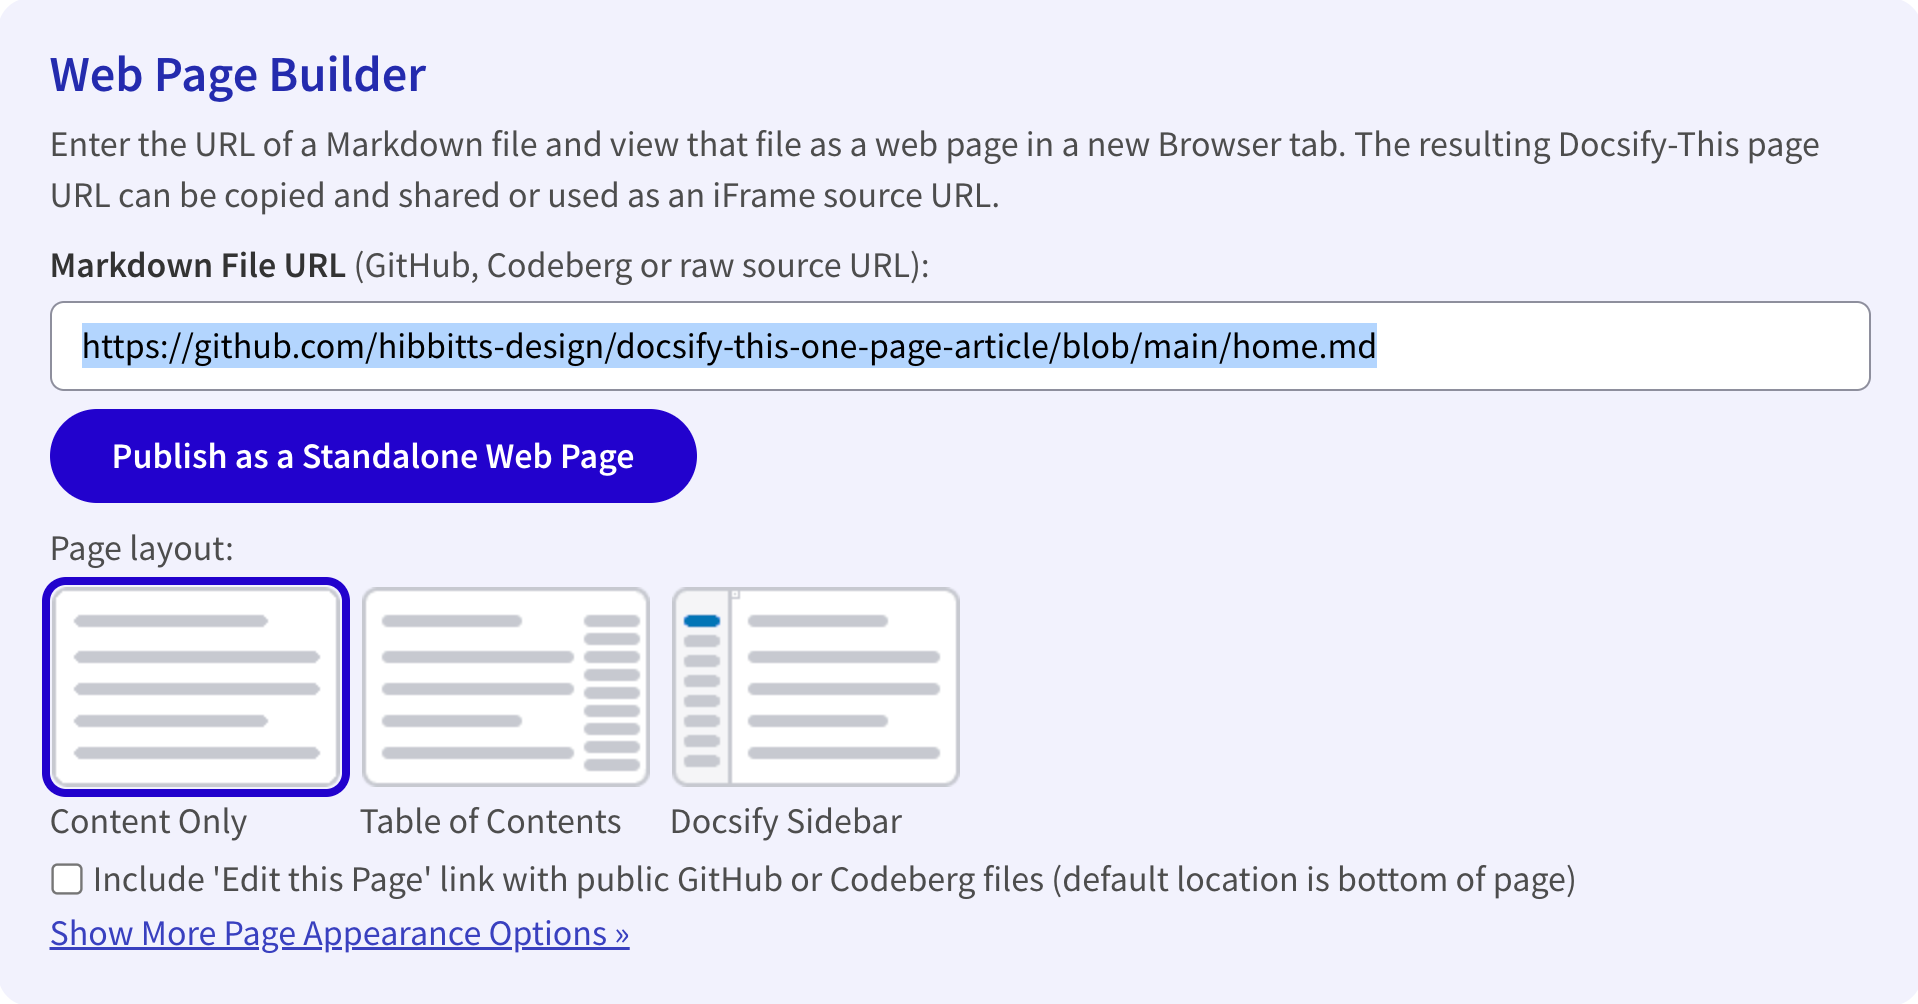 Web Page Builder
Enter the URL of a Markdown file and view that file as a web page in a new Browser tab. The resulting Docsify-This page
URL can be copied and shared or used as an iFrame source URL.
Markdown File URL (GitHub, Codeberg or raw source URL):
https://github.com/hibbitts-design/docsify-this-one-page-article/blob/main/home.md
Publish as a Standalone Web Page
Page layout:
Content Only
Table of Contents
Docsify Sidebar
Include 'Edit this Page' link with public GitHub or Codeberg files (default location is bottom of page)
Show More Page Appearance Options »